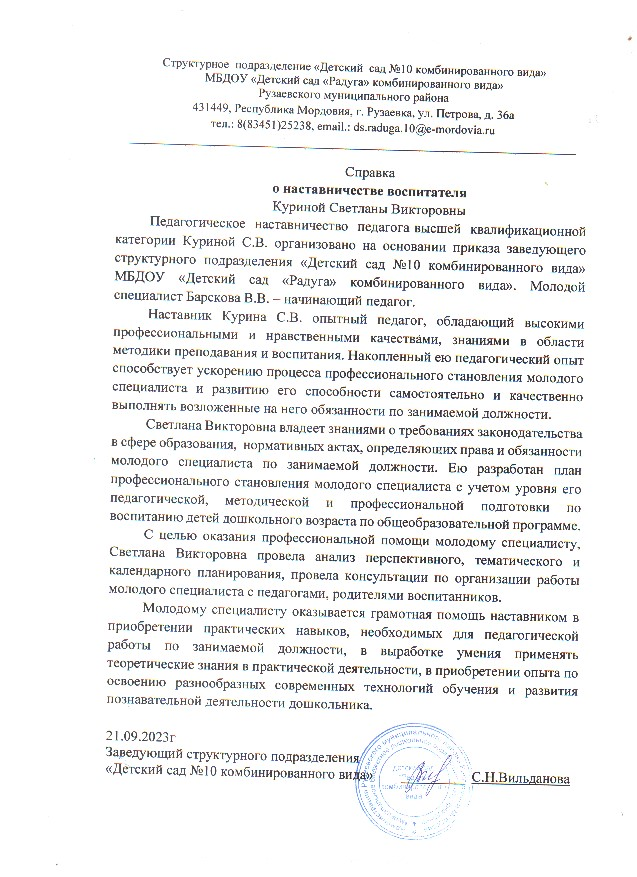 Структурное подразделение «Детский сад №10 комбинированного вида»
МБДОУ «Детский сад «Радуга» комбинированного вида»
Рузаевского муниципального района
431449, Республика Мордовия, г. Рузаевка, ул. Петрова, д. 36а
тел.: 8(83451)25238, email.: ds.raduga.10@e-mordovia.ru
Справка
о наставничестве воспитателя
Куриной Светланы Викторовны
Педагогическое наставничество педагога высшей квалификационной
категории Куриной С.В. организовано на основании приказа заведующего
структурного подразделения «Детский сад №10 комбинированного вида»
МБДОУ «Детский сад «Радуга» комбинированного вида». Молодой
специалист Барскова В.В. – начинающий педагог.
Наставник Курина С.В. опытный педагог, обладающий высокими
профессиональными и нравственными качествами, знаниями в области
методики преподавания и воспитания. Накопленный ею педагогический опыт
способствует ускорению процесса профессионального становления молодого
специалиста и развитию его способности самостоятельно и качественно
выполнять возложенные на него обязанности по занимаемой должности.
Светлана Викторовна владеет знаниями о требованиях законодательства
в сфере образования, нормативных актах, определяющих права и обязанности
молодого специалиста по занимаемой должности. Ею разработан план
профессионального становления молодого специалиста с учетом уровня его
педагогической, методической и профессиональной подготовки по
воспитанию детей дошкольного возраста по общеобразовательной программе.
С целью оказания профессиональной помощи молодому специалисту,
Светлана Викторовна провела анализ перспективного, тематического и
календарного планирования, провела консультации по организации работы
молодого специалиста с педагогами, родителями воспитанников.
Молодому специалисту оказывается грамотная помощь наставником в
приобретении практических навыков, необходимых для педагогической
работы по занимаемой должности, в выработке умения применять
теоретические знания в практической деятельности, в приобретении опыта по
освоению разнообразных современных технологий обучения и развития
познавательной деятельности дошкольника.
21.09.2023г
Заведующий структурного подразделения
«Детский сад №10 комбинированного вида» С.Н.Вильданова